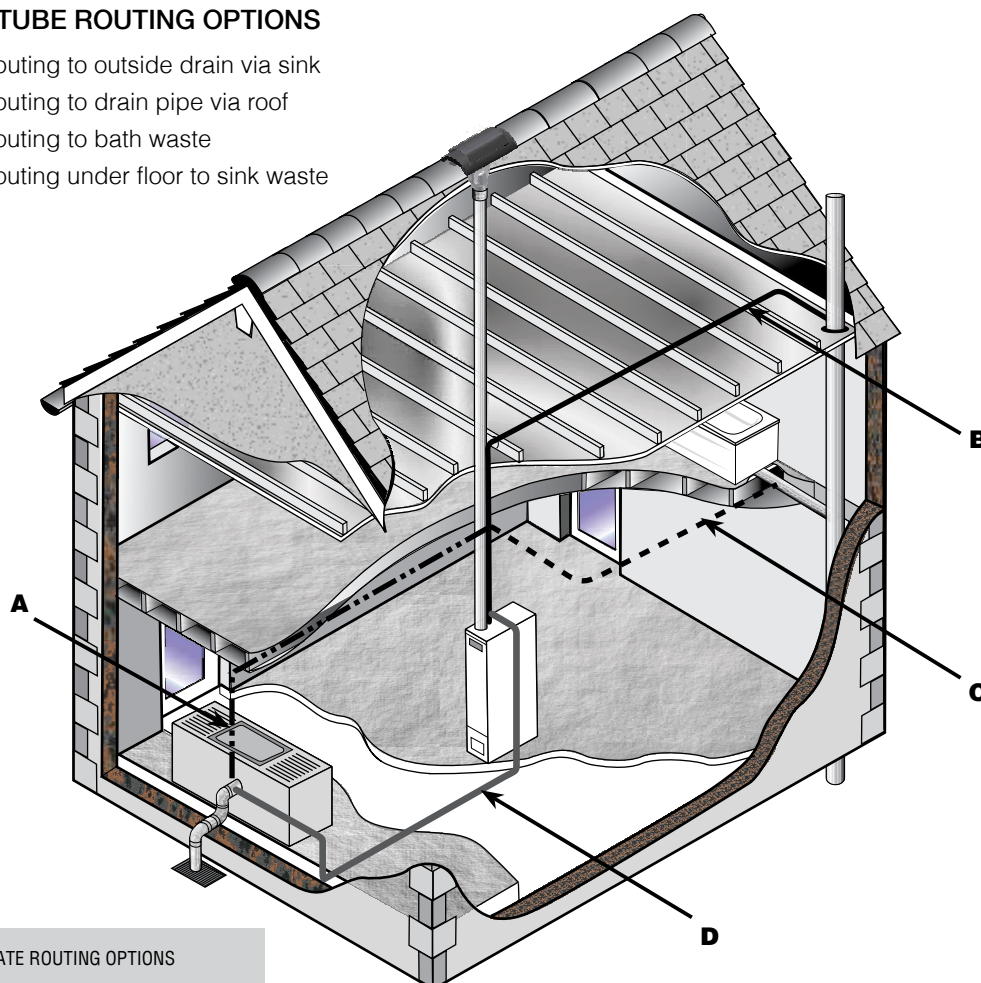 TUBE ROUTING OPTIONS
outing to outside drain via sink
outing to drain pipe via roof
outing to bath waste
outing under floor to sink waste
B
A
C
D
ATE ROUTING OPTIONS